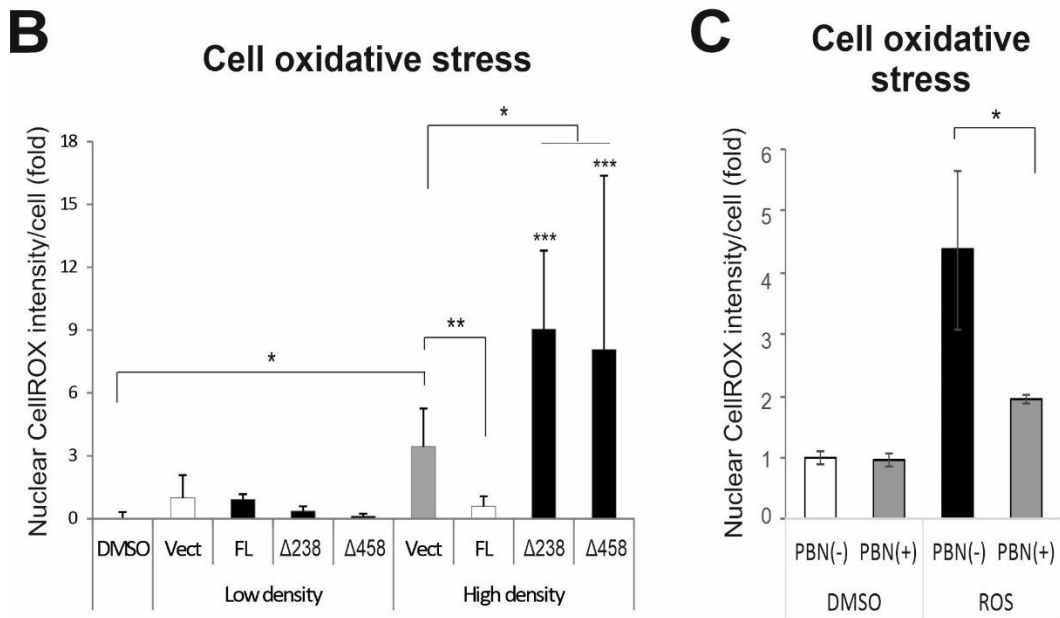 B
Cell oxidative stress
Nuclear CellROX intensity/cell (fold)
18
15
12
9
6
3
0
*
*
**
***
***
DMSO Vect FL Δ238 Δ458 Vect FL Δ238 Δ458
Low density High density
C
Cell oxidative
stress
Nuclear CellROX intensity/cell (fold)
6
5
4
3
2
1
0
*
PBN(-) PBN(+) PBN(-) PBN(+)
DMSO ROS